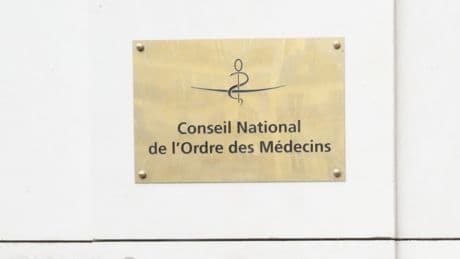 Conseil National
de l'Ordre des Médecins